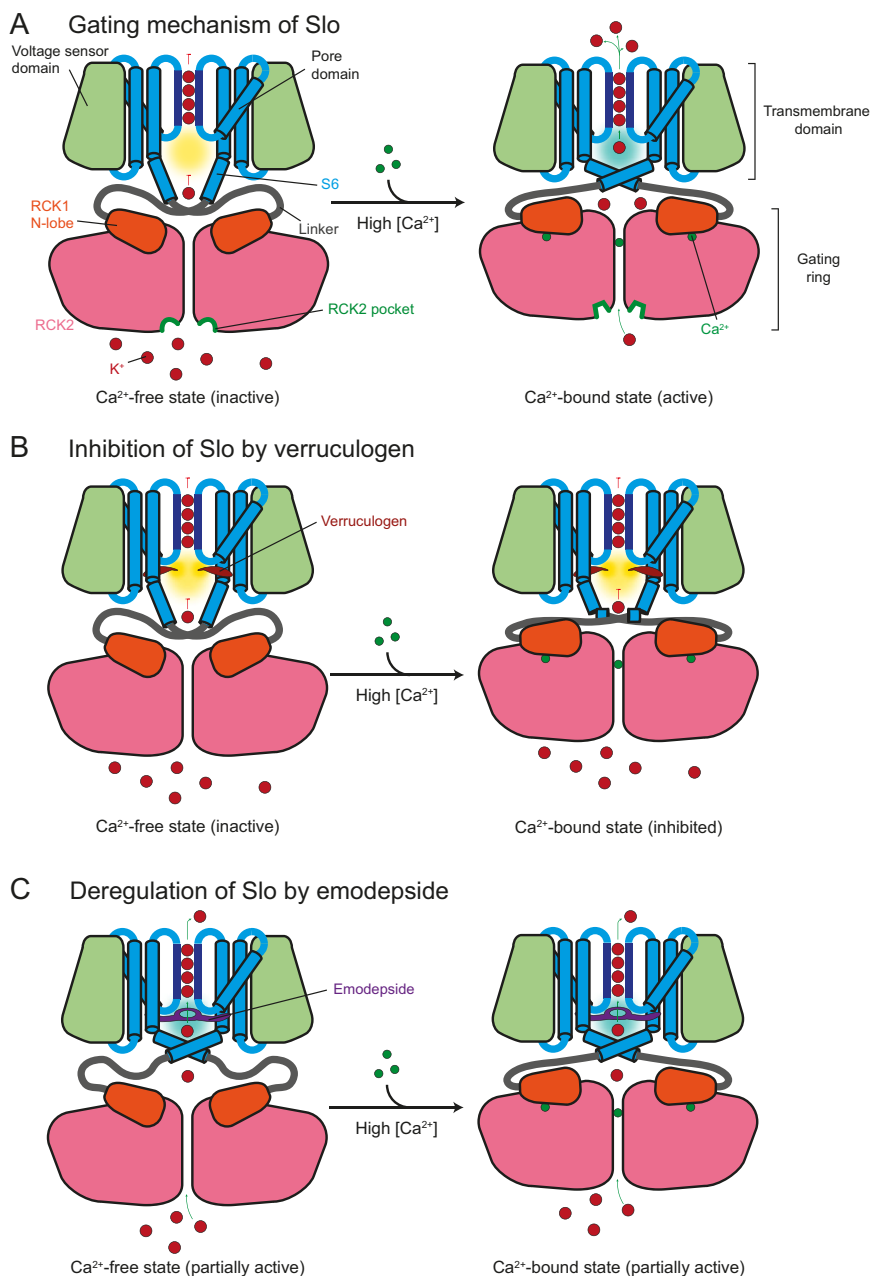 A Gating mechanism of Slo
Voltage sensor
domain
Pore
domain
Transmembrane
domain
S6
RCK1
N-lobe
Linker
High [Ca²⁺]
Gating
ring
RCK2
RCK2 pocket
Ca²⁺
K⁺
Ca²⁺-free state (inactive)
Ca²⁺-bound state (active)
B Inhibition of Slo by verruculogen
Verruculogen
High [Ca²⁺]
Ca²⁺-free state (inactive)
Ca²⁺-bound state (inhibited)
C Deregulation of Slo by emodepside
Emodepside
High [Ca²⁺]
Ca²⁺-free state (partially active)
Ca²⁺-bound state (partially active)